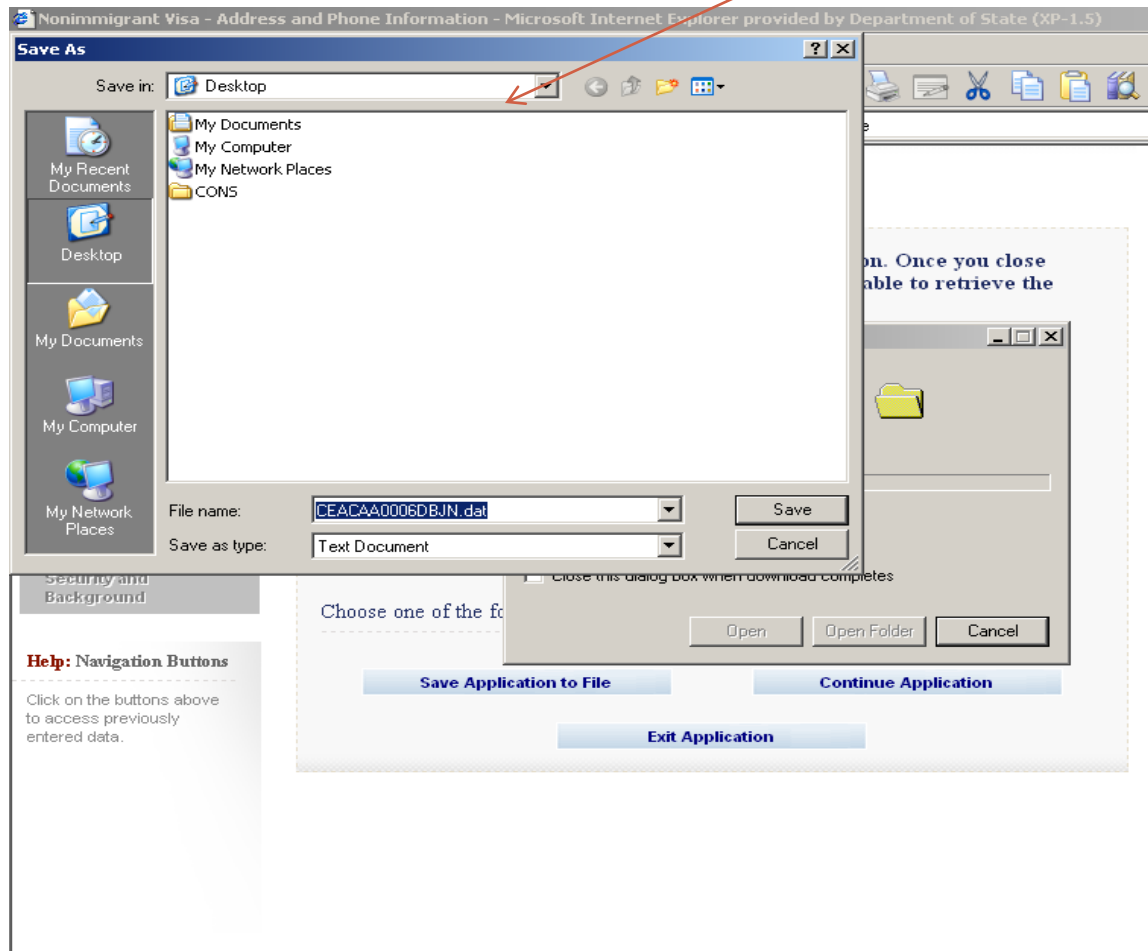 Nonimmigrant Visa - Address and Phone Information - Microsoft Internet Explorer provided by Department of State (XP-1.5)
Save As
Save in:
Desktop
My Recent
Documents
Desktop
My Documents
My Computer
My Network
Places
My Documents
My Computer
My Network Places
CONS
File name:
CEACAA0006DBJN.dat
Save
Save as type:
Text Document
Cancel
on. Once you close
able to retrieve the
Close this dialog box when download completes
Open
Open Folder
Cancel
Security and
Background
Choose one of the fo
Help: Navigation Buttons
Click on the buttons above
to access previously
entered data.
Save Application to File
Continue Application
Exit Application